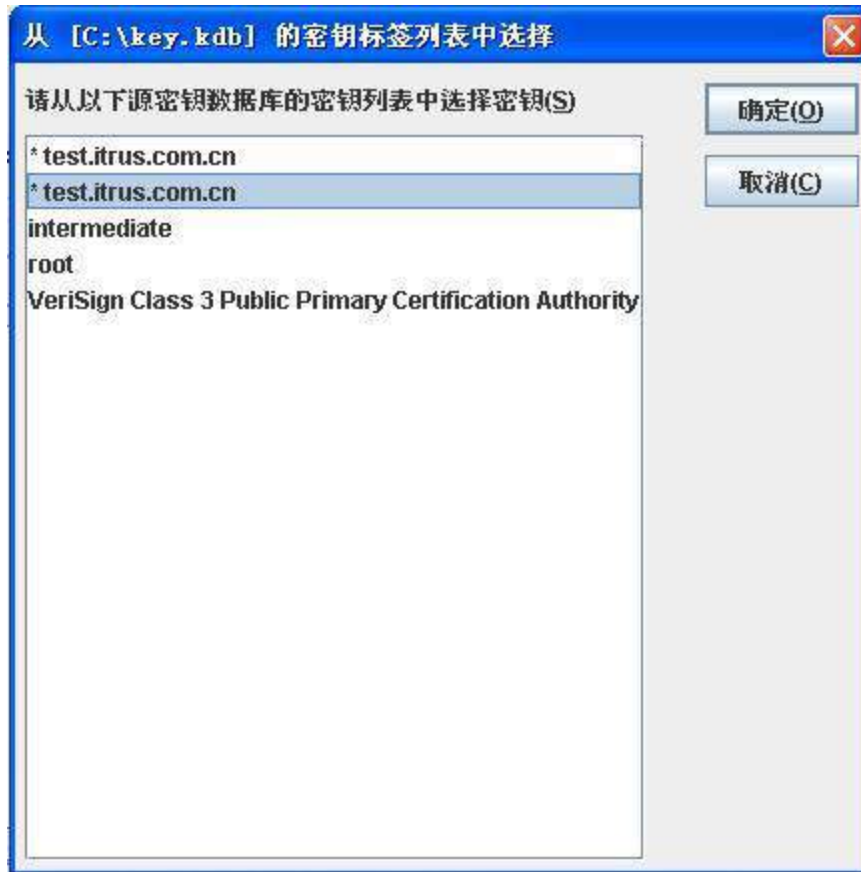 从 [C:\key.kdb] 的密钥标签列表中选择
请从以下源密钥数据库的密钥列表中选择密钥(S)
确定(O)
* test.itrus.com.cn
* test.itrus.com.cn
取消(C)
intermediate
root
VeriSign Class 3 Public Primary Certification Authority